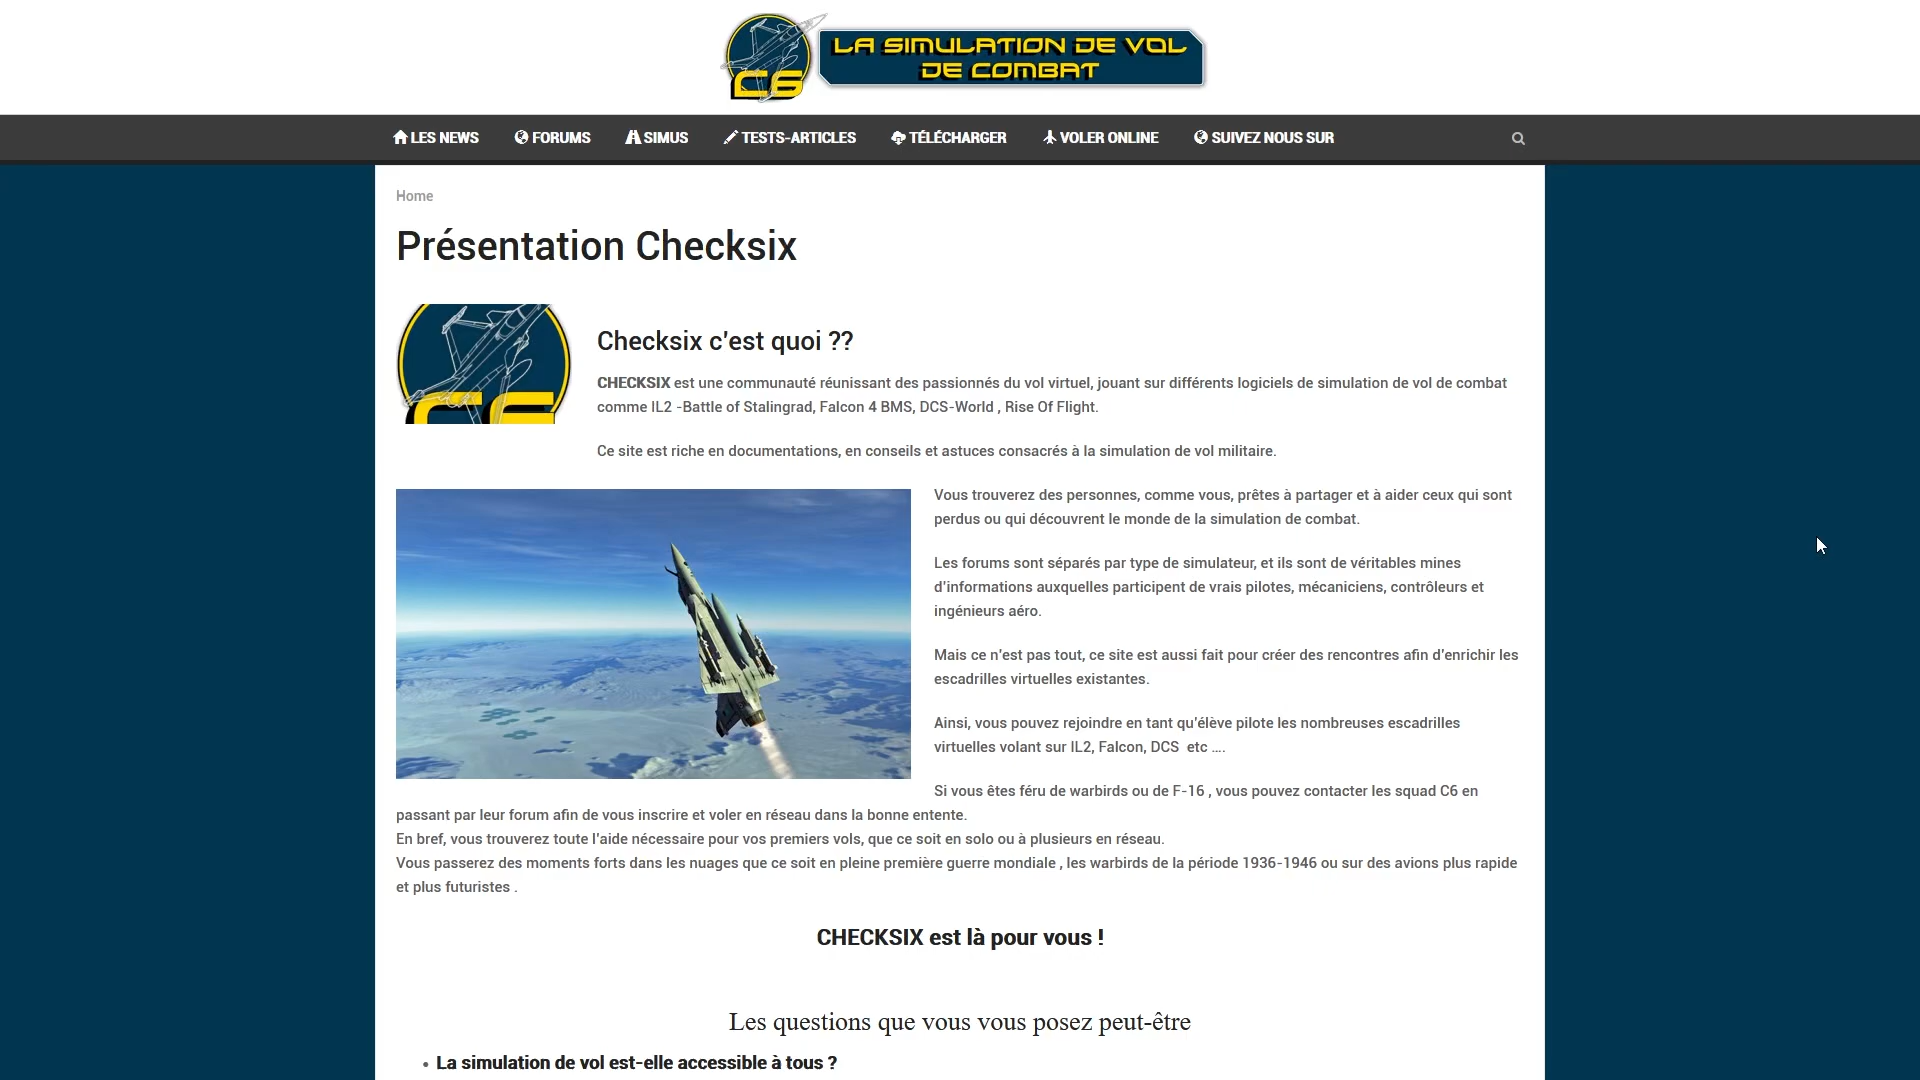 C6
LA SIMULATION DE VOL
DE COMBAT
LES NEWS
FORUMS
SIMUS
TESTS-ARTICLES
TÉLÉCHARGER
VOLER ONLINE
SUIVEZ NOUS SUR
Home
Présentation Checksix
C6
Checksix c'est quoi ??
CHECKSIX est une communauté réunissant des passionnés du vol virtuel, jouant sur différents logiciels de simulation de vol de combat
comme IL2 -Battle of Stalingrad, Falcon 4 BMS, DCS-World , Rise Of Flight.
Ce site est riche en documentations, en conseils et astuces consacrés à la simulation de vol militaire.
Vous trouverez des personnes, comme vous, prêtes à partager et à aider ceux qui sont
perdus ou qui découvrent le monde de la simulation de combat.
Les forums sont séparés par type de simulateur, et ils sont de véritables mines
d'informations auxquelles participent de vrais pilotes, mécaniciens, contrôleurs et
ingénieurs aéro.
Mais ce n'est pas tout, ce site est aussi fait pour créer des rencontres afin d'enrichir les
escadrilles virtuelles existantes.
Ainsi, vous pouvez rejoindre en tant qu'élève pilote les nombreuses escadrilles
virtuelles volant sur IL2, Falcon, DCS  etc ….
Si vous êtes féru de warbirds ou de F-16 , vous pouvez contacter les squad C6 en
passant par leur forum afin de vous inscrire et voler en réseau dans la bonne entente.
En bref, vous trouverez toute l'aide nécessaire pour vos premiers vols, que ce soit en solo ou à plusieurs en réseau.
Vous passerez des moments forts dans les nuages que ce soit en pleine première guerre mondiale , les warbirds de la période 1936-1946 ou sur des avions plus rapide
et plus futuristes .
CHECKSIX est là pour vous !
Les questions que vous vous posez peut-être
• La simulation de vol est-elle accessible à tous ?